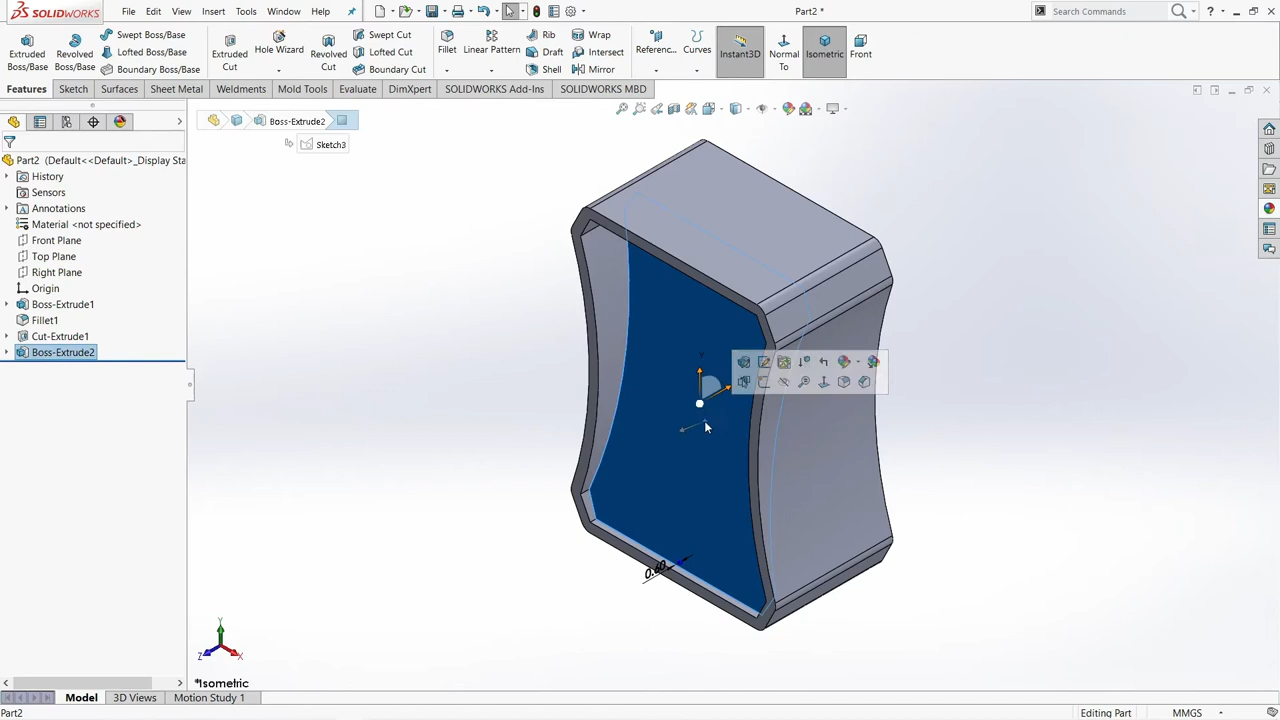 SOLIDWORKS
File
Edit
View
Insert
Tools
Window
Help
Part2 *
Search Commands
?
Extruded Boss/Base
Revolved Boss/Base
Swept Boss/Base
Lofted Boss/Base
Boundary Boss/Base
Extruded Cut
Hole Wizard
Revolved Cut
Swept Cut
Lofted Cut
Boundary Cut
Fillet
Linear Pattern
Rib
Draft
Shell
Wrap
Intersect
Mirror
Referenc...
Curves
Instant3D
Normal To
Isometric
Front
Features
Sketch
Surfaces
Sheet Metal
Weldments
Mold Tools
Evaluate
DimXpert
SOLIDWORKS Add-Ins
SOLIDWORKS MBD
Boss-Extrude2
Sketch3
Part2 (Default<<Default>_Display Sta
History
Sensors
Annotations
Material <not specified>
Front Plane
Top Plane
Right Plane
Origin
Boss-Extrude1
Fillet1
Cut-Extrude1
Boss-Extrude2
Y
0.60
Y
Z
X
*Isometric
Model
3D Views
Motion Study 1
Part2
Editing Part
MMGS